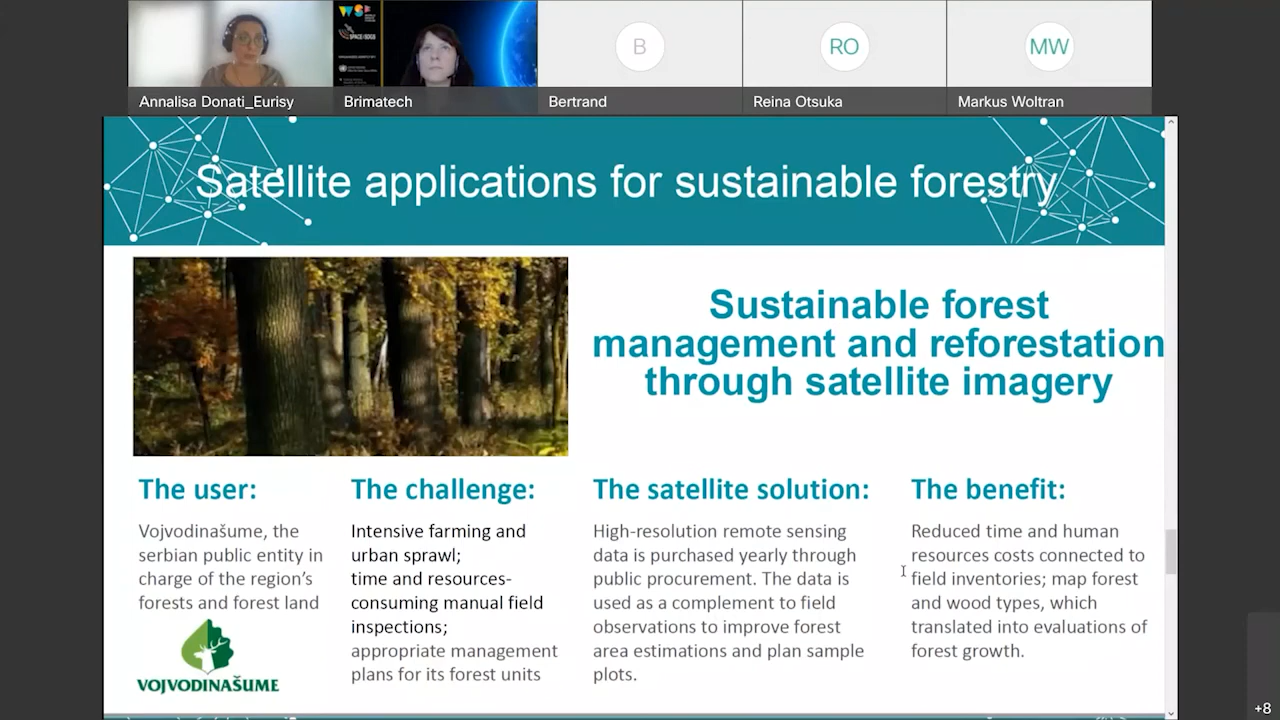 WSF
SPACE4SDGS
Annalisa Donati_Eurisy
Brimatech
B
Bertrand
RO
Reina Otsuka
MW
Markus Woltran
Satellite applications for sustainable forestry
Sustainable forest
management and reforestation
through satellite imagery
The user:
Vojvodinašume, the
serbian public entity in
charge of the region's
forests and forest land
VOJVODINAŠUME
The challenge:
Intensive farming and
urban sprawl;
time and resources-
consuming manual field
inspections;
appropriate management
plans for its forest units
The satellite solution:
High-resolution remote sensing
data is purchased yearly through
public procurement. The data is
used as a complement to field
observations to improve forest
area estimations and plan sample
plots.
The benefit:
Reduced time and human
resources costs connected to
field inventories; map forest
and wood types, which
translated into evaluations of
forest growth.
+8